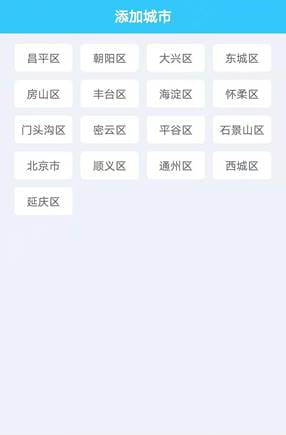 添加城市
昌平区 朝阳区 大兴区 东城区
房山区 丰台区 海淀区 怀柔区
门头沟区 密云区 平谷区 石景山区
北京市 顺义区 通州区 西城区
延庆区